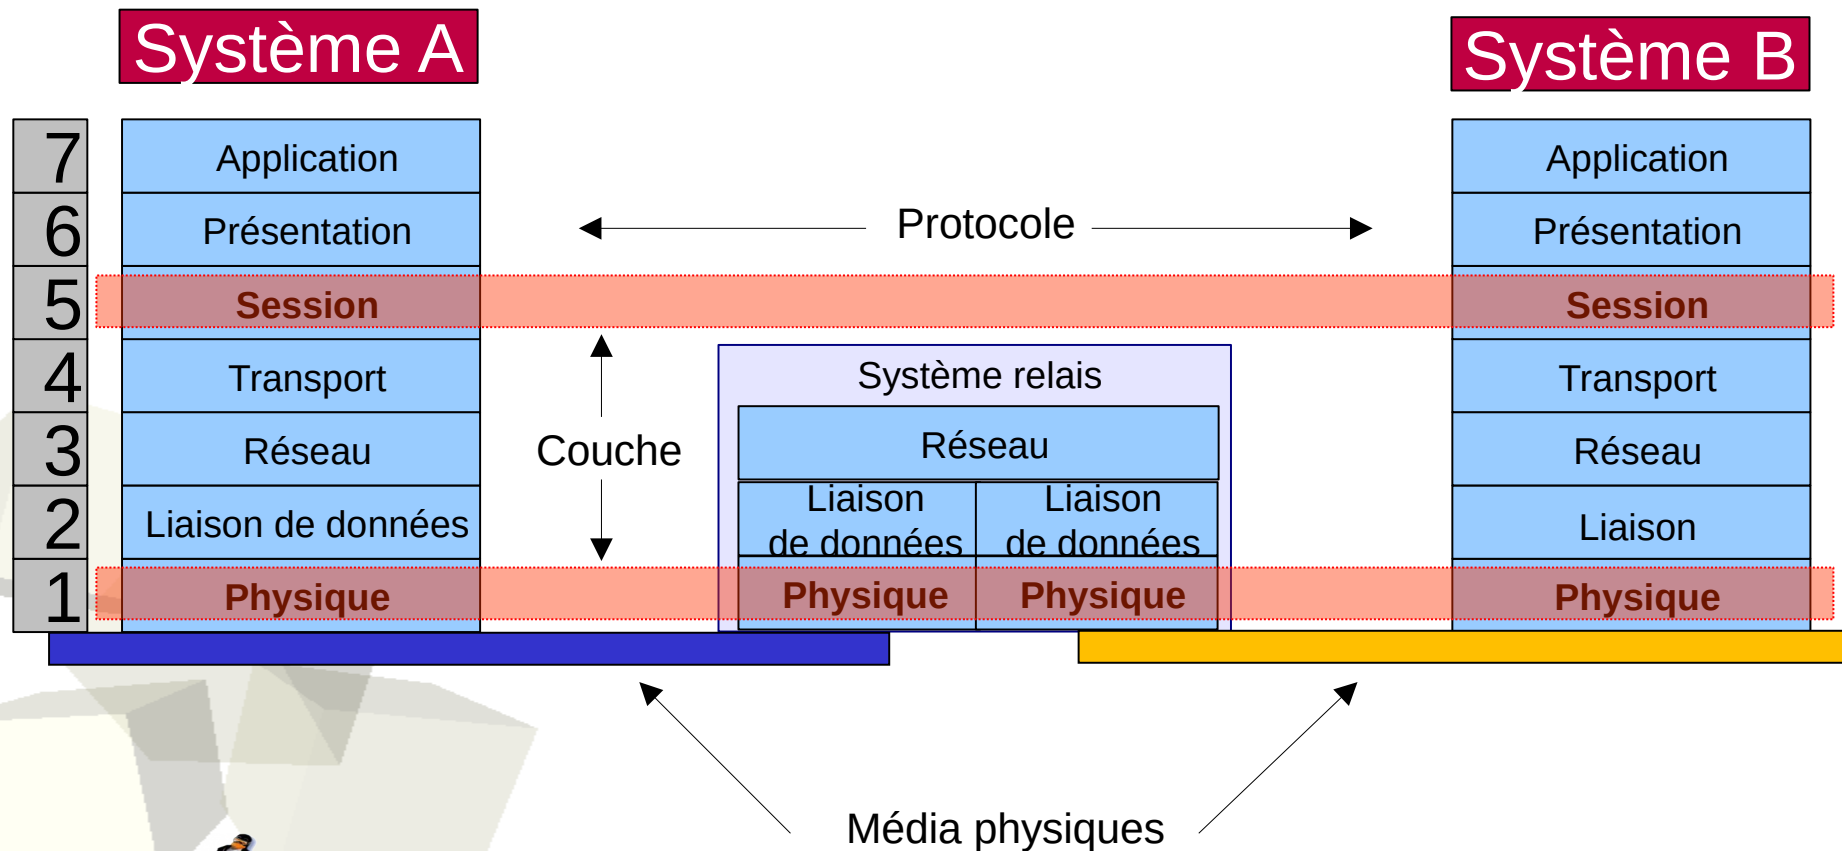 Système A
Système B
7
Application
Application
6
Présentation
Protocole
Présentation
5
Session
Session
4
Transport
Système relais
Transport
3
Réseau
Couche
Réseau
Réseau
2
Liaison de données
Liaison
de données
Liaison
de données
Liaison
1
Physique
Physique
Physique
Physique
Média physiques